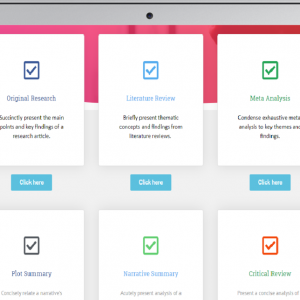 Original Research
Literature Review
Meta Analysis
Succinctly present the main
points and key findings of a
research article.
Briefly present thematic
concepts and findings from
literature reviews.
Condense exhaustive meta
analysis to key themes and
findings.
Click here
Click here
Click here
Plot Summary
Narrative Summary
Critical Review
Concisely relate a narrative's
Acutely present analysis of a
Present a concise analysis of